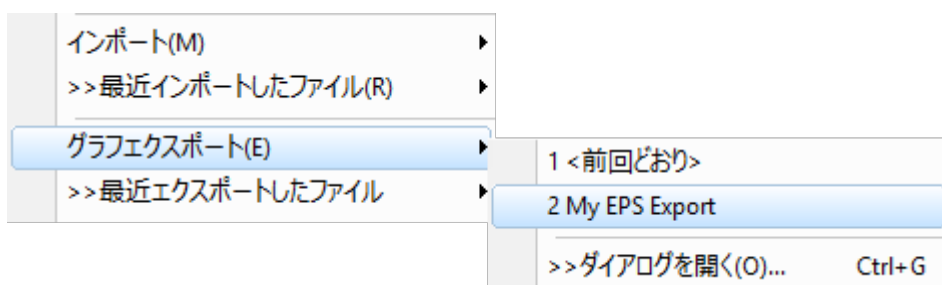 インポート(M)
>>最近インポートしたファイル(R)
グラフエクスポート(E)
>>最近エクスポートしたファイル
1 <前回どおり>
2 My EPS Export
>>ダイアログを開く(O)... Ctrl+G